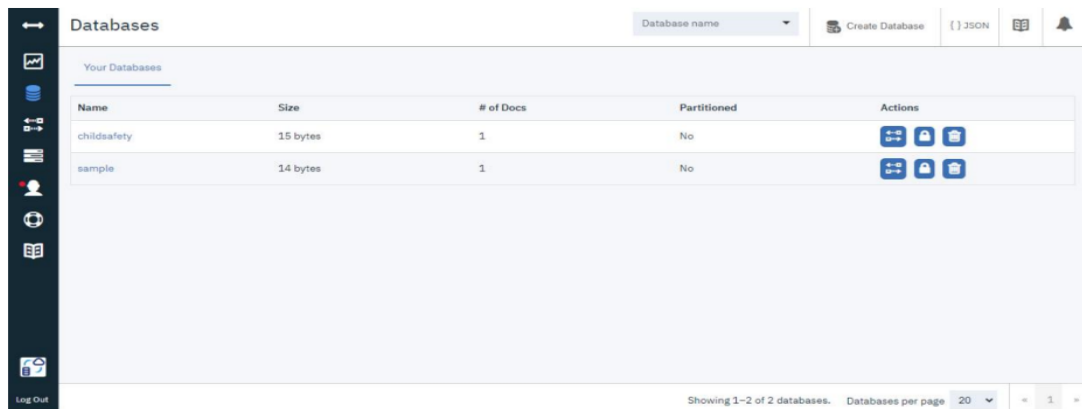 Databases
Database name
Create Database
{ } JSON
Your Databases
Name Size # of Docs Partitioned Actions
childsafety 15 bytes 1 No
sample 14 bytes 1 No
Log Out
Showing 1–2 of 2 databases. Databases per page 20 « 1 »